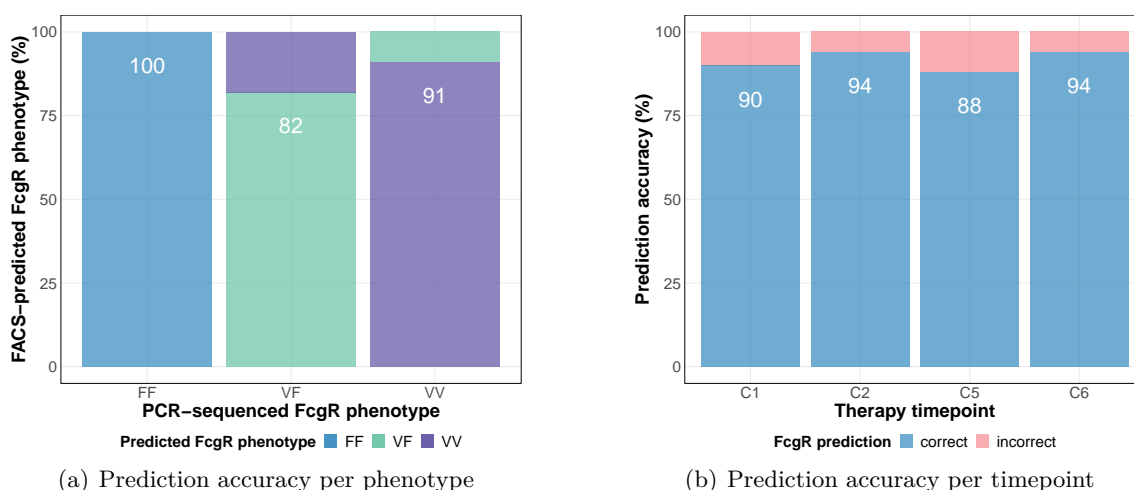 FACS−predicted FcgR phenotype (%)
100
75
50
25
0
100
82
91
FF
VF
VV
PCR−sequenced FcgR phenotype
Predicted FcgR phenotype FF VF VV
(a) Prediction accuracy per phenotype
Prediction accuracy (%)
100
75
50
25
0
90
94
88
94
C1
C2
C5
C6
Therapy timepoint
FcgR prediction correct incorrect
(b) Prediction accuracy per timepoint